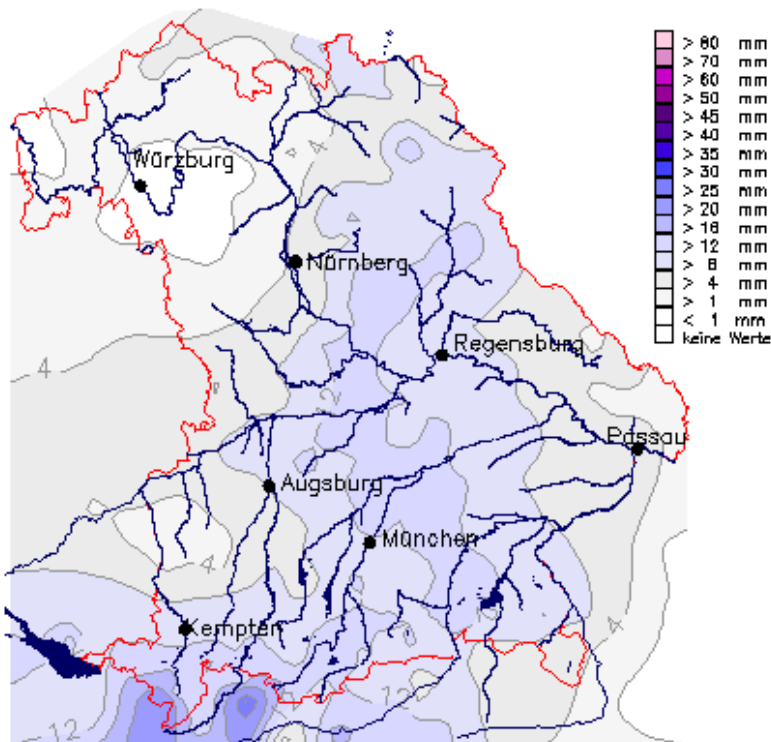 > 80 mm
> 70 mm
> 60 mm
> 50 mm
> 45 mm
> 40 mm
> 35 mm
> 30 mm
> 25 mm
> 20 mm
> 16 mm
> 12 mm
> 8 mm
> 4 mm
> 1 mm
< 1 mm
keine Werte
4
Würzburg
Nürnberg
Regensburg
4
12
Passau
Augsburg
München
4
Kempten
4
12
12